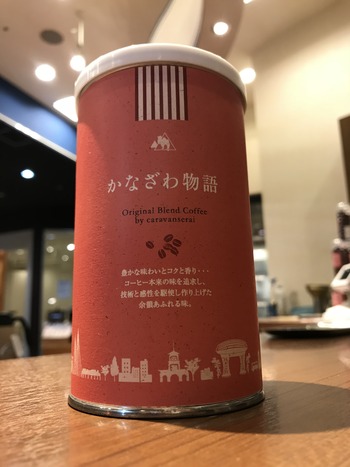 かなざわ物語
Original Blend Coffee
by caravanserai
豊かな味わいとコクと香り・・・
コーヒー本来の味を追求し、
技術と感性を駆使し作り上げた
余韻あふれる味。